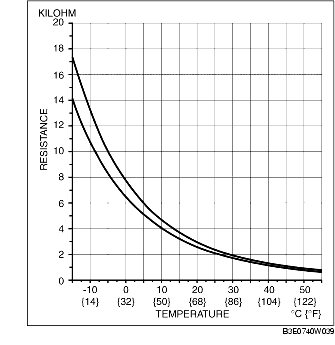 KILOHM
20
18
16
14
12
10
8
6
4
2
0
RESISTANCE
-10 0 10 20 30 40 50
{14} {32} {50} {68} {86} {104} {122}
TEMPERATURE °C {°F}
B3E0740W039